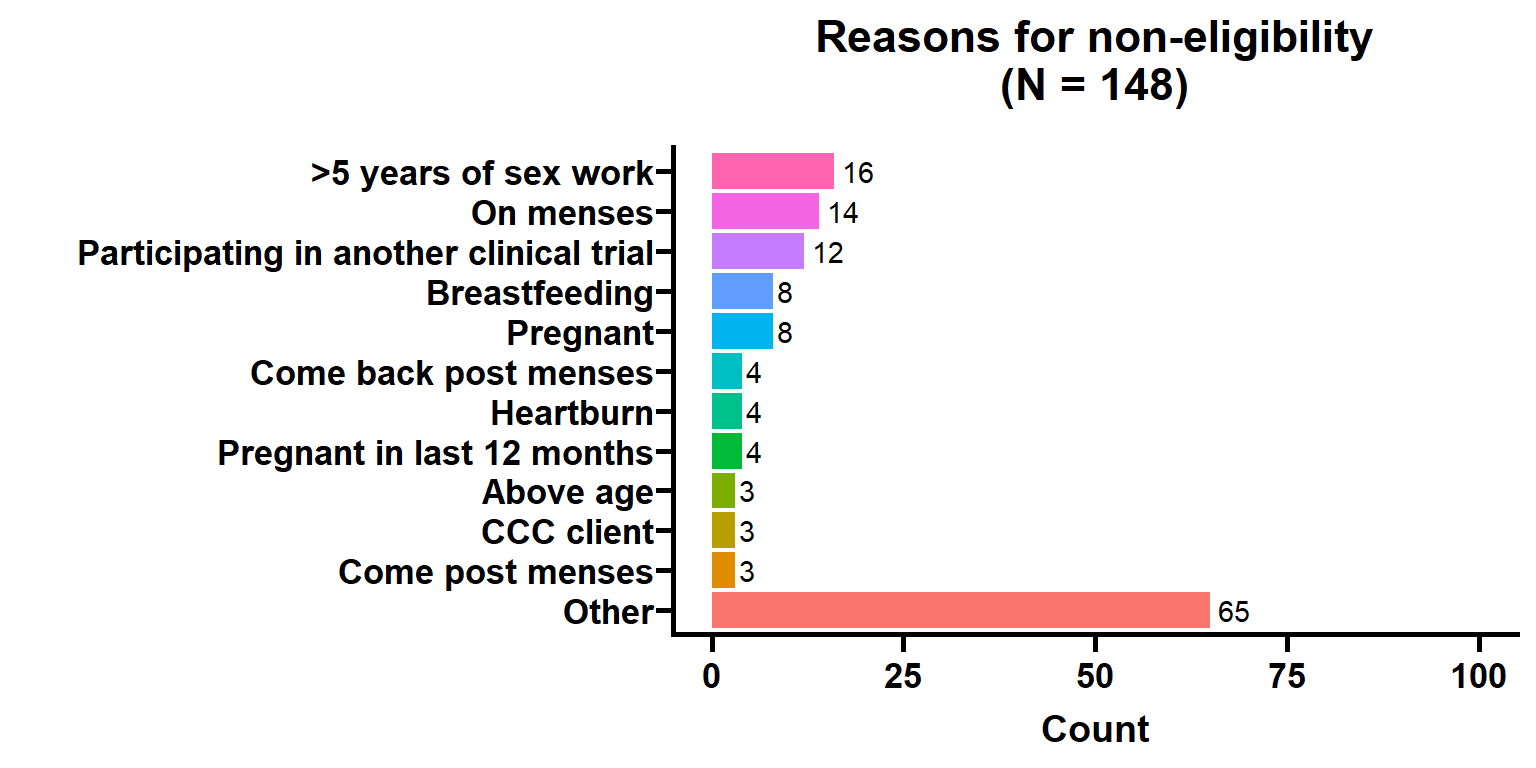 Reasons for non-eligibility
(N = 148)
>5 years of sex work 16
On menses 14
Participating in another clinical trial 12
Breastfeeding 8
Pregnant 8
Come back post menses 4
Heartburn 4
Pregnant in last 12 months 4
Above age 3
CCC client 3
Come post menses 3
Other 65
0 25 50 75 100
Count